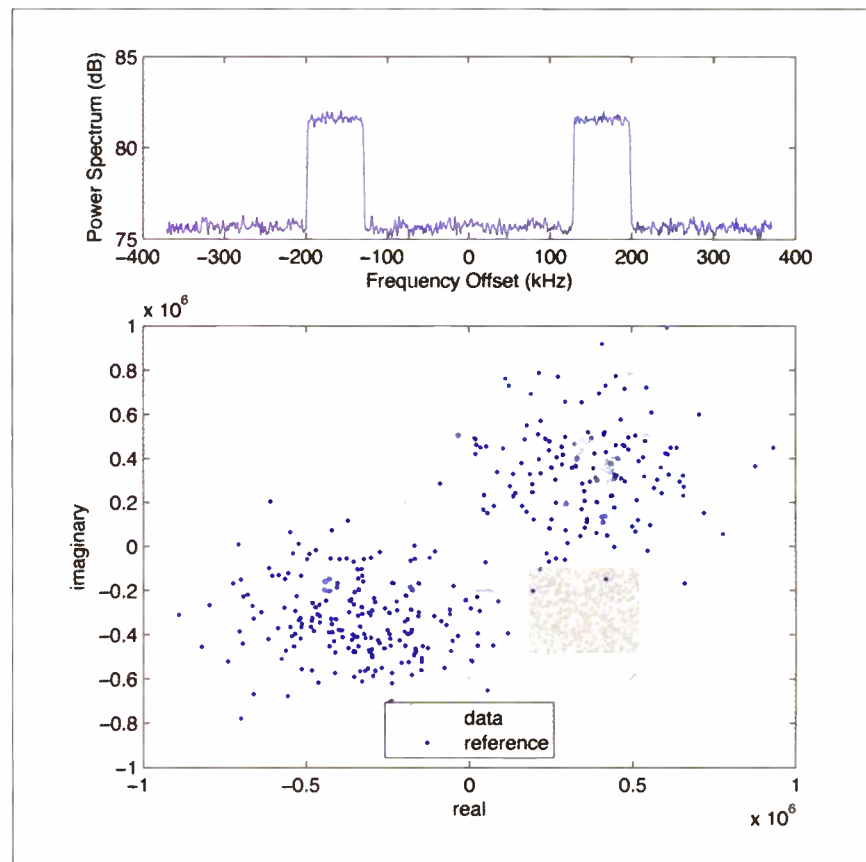 Power Spectrum (dB)
85
80
75
−400 −300 −200 −100 0 100 200 300 400
Frequency Offset (kHz)
x 10^6
imaginary
1
0.8
0.6
0.4
0.2
0
−0.2
−0.4
−0.6
−0.8
−1
data
reference
-1 −0.5 0 0.5 1
real
x 10^6